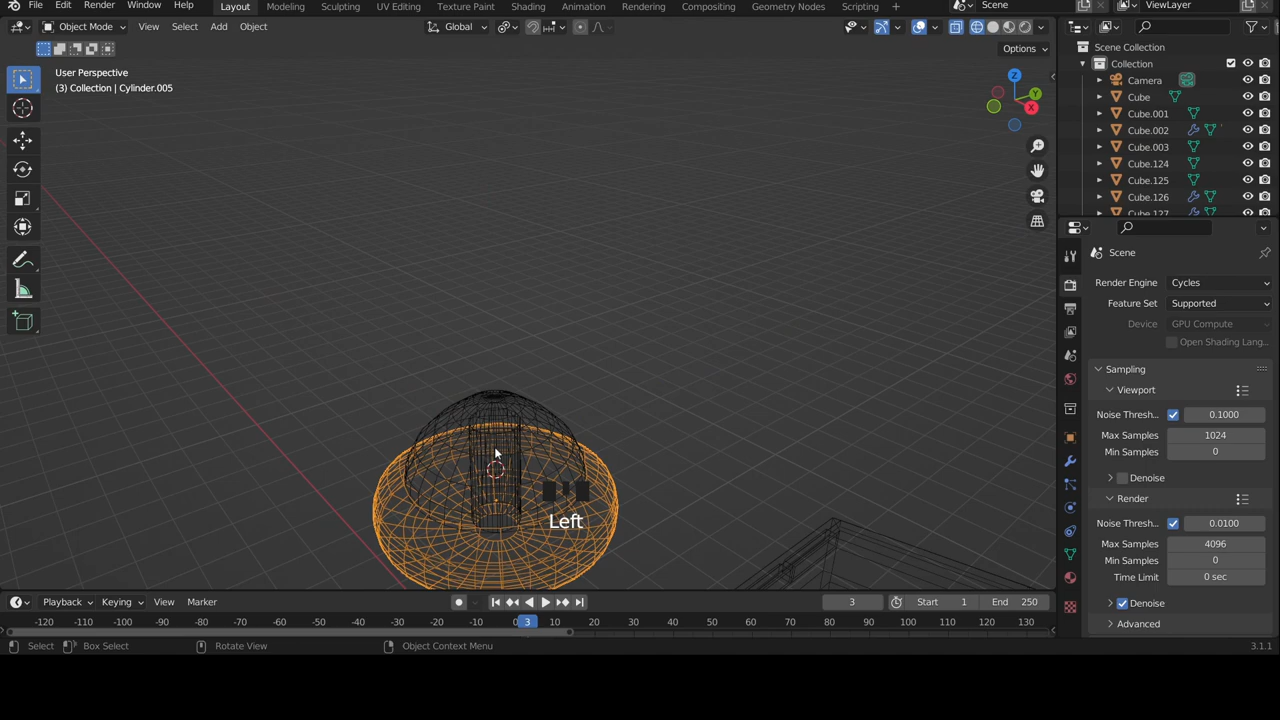 File Edit Render Window Help Layout Modeling Sculpting UV Editing Texture Paint Shading Animation Rendering Compositing Geometry Nodes Scripting + Scene ViewLayer
Object Mode View Select Add Object Global
Options
User Perspective
(3) Collection | Cylinder.005
Z
Y
X
Left
Scene Collection
Collection
Camera
Cube
Cube.001
Cube.002
Cube.003
Cube.124
Cube.125
Cube.126
Cube.127
Scene
Render Engine Cycles
Feature Set Supported
Device GPU Compute
Open Shading Lang...
Sampling
Viewport
Noise Thresh... 0.1000
Max Samples 1024
Min Samples 0
Denoise
Render
Noise Thresh... 0.0100
Max Samples 4096
Min Samples 0
Time Limit 0 sec
Denoise
Advanced
Playback Keying View Marker 3 Start 1 End 250
-120 -110 -100 -90 -80 -70 -60 -50 -40 -30 -20 -10 0 3 10 20 30 40 50 60 70 80 90 100 110 120 130
Select Box Select Rotate View Object Context Menu 3.1.1